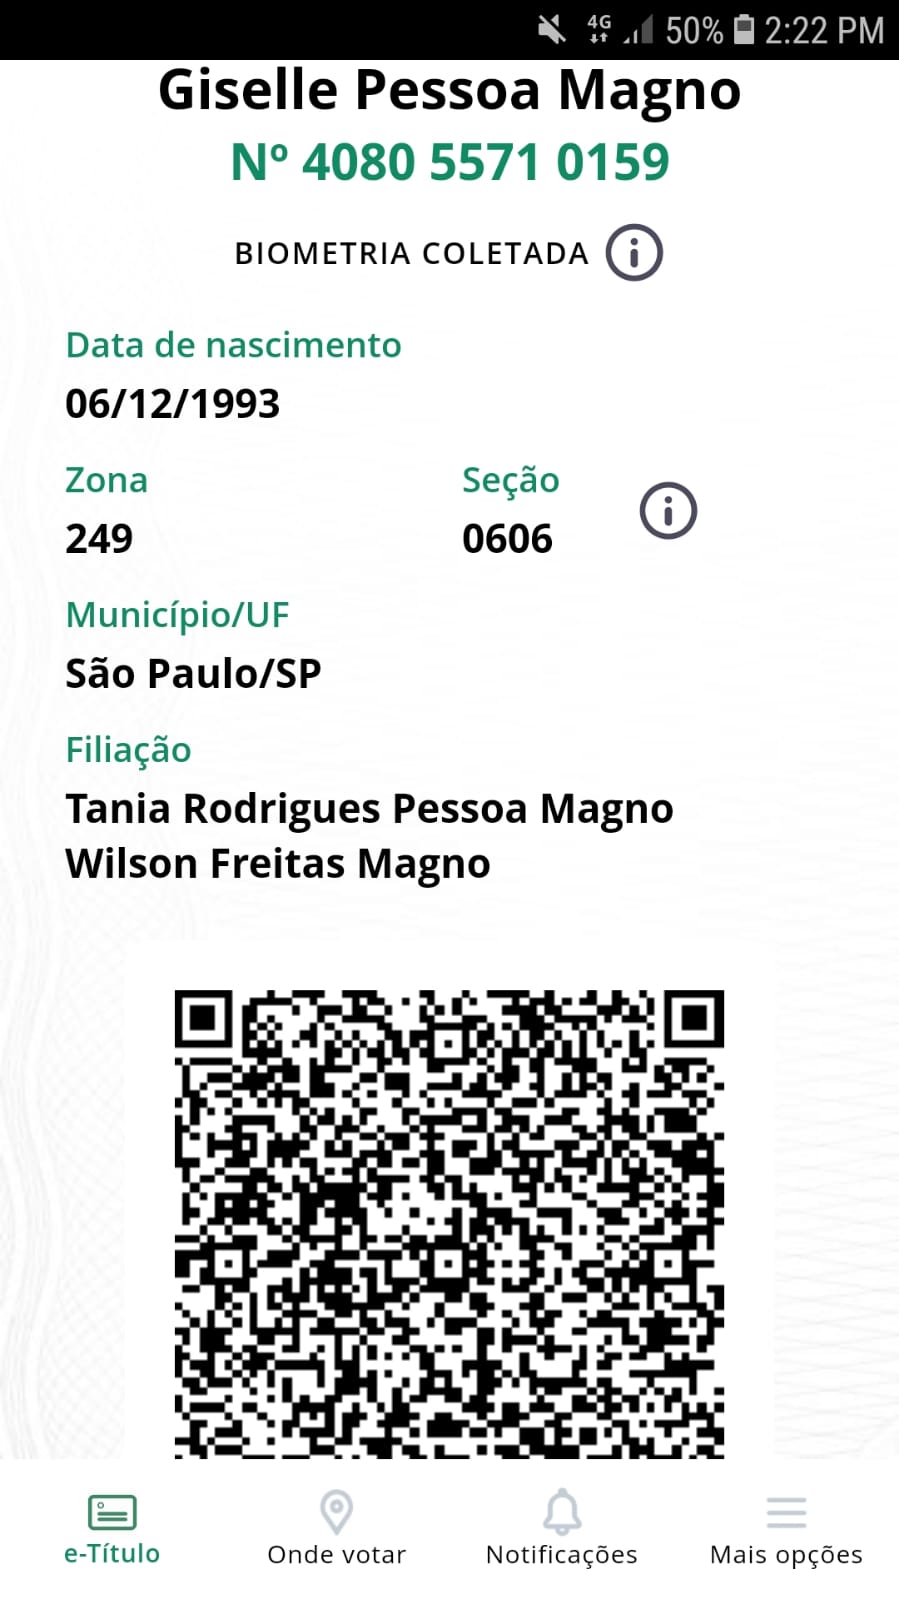 4G 50% 2:22 PM
Giselle Pessoa Magno
Nº 4080 5571 0159
BIOMETRIA COLETADA
Data de nascimento
06/12/1993
Zona Seção
249 0606
Município/UF
São Paulo/SP
Filiação
Tania Rodrigues Pessoa Magno
Wilson Freitas Magno
e-Título Onde votar Notificações Mais opções